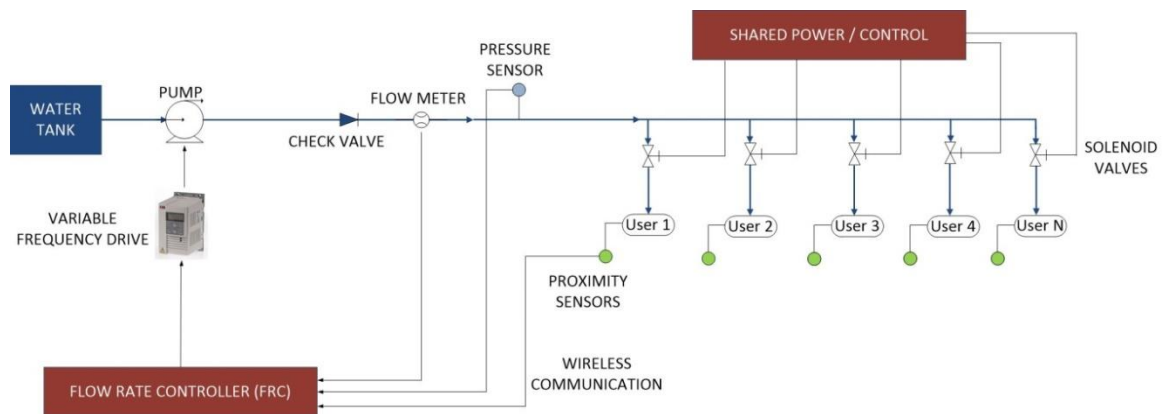 SHARED POWER / CONTROL
PRESSURE
SENSOR
PUMP
FLOW METER
WATER
TANK
CHECK VALVE
SOLENOID
VALVES
VARIABLE
FREQUENCY DRIVE
User 1
User 2
User 3
User 4
User N
PROXIMITY
SENSORS
WIRELESS
COMMUNICATION
FLOW RATE CONTROLLER (FRC)